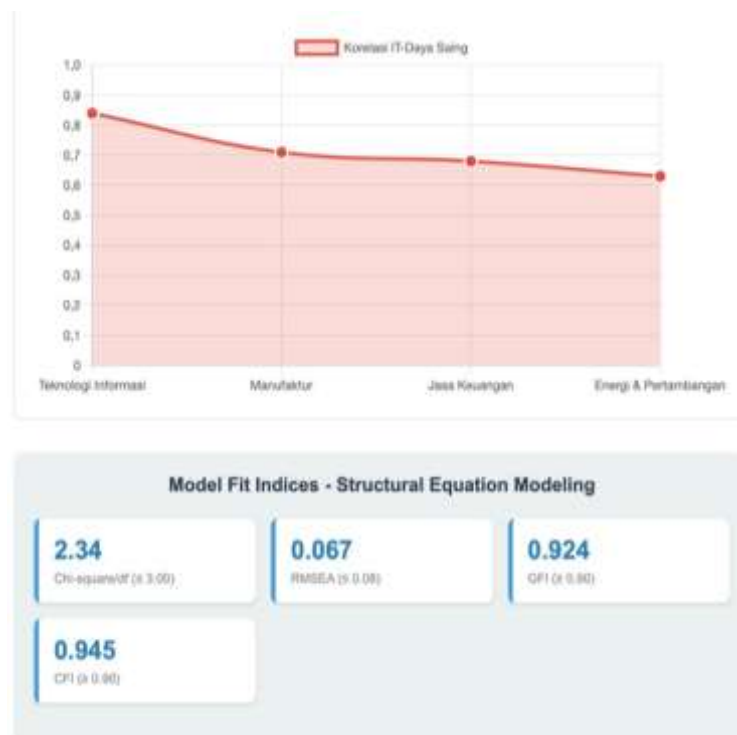 Korelasi IT-Daya Saing
1,0
0,9
0,8
0,7
0,6
0,5
0,4
0,3
0,2
0,1
0
Teknologi Informasi Manufaktur Jasa Keuangan Energi & Pertambangan
Model Fit Indices - Structural Equation Modeling
2.34 0.067 0.924
Chi-square/df (≤ 3.00) RMSEA (≤ 0.08) GFI (≥ 0.90)
0.945
CFI (≥ 0.90)